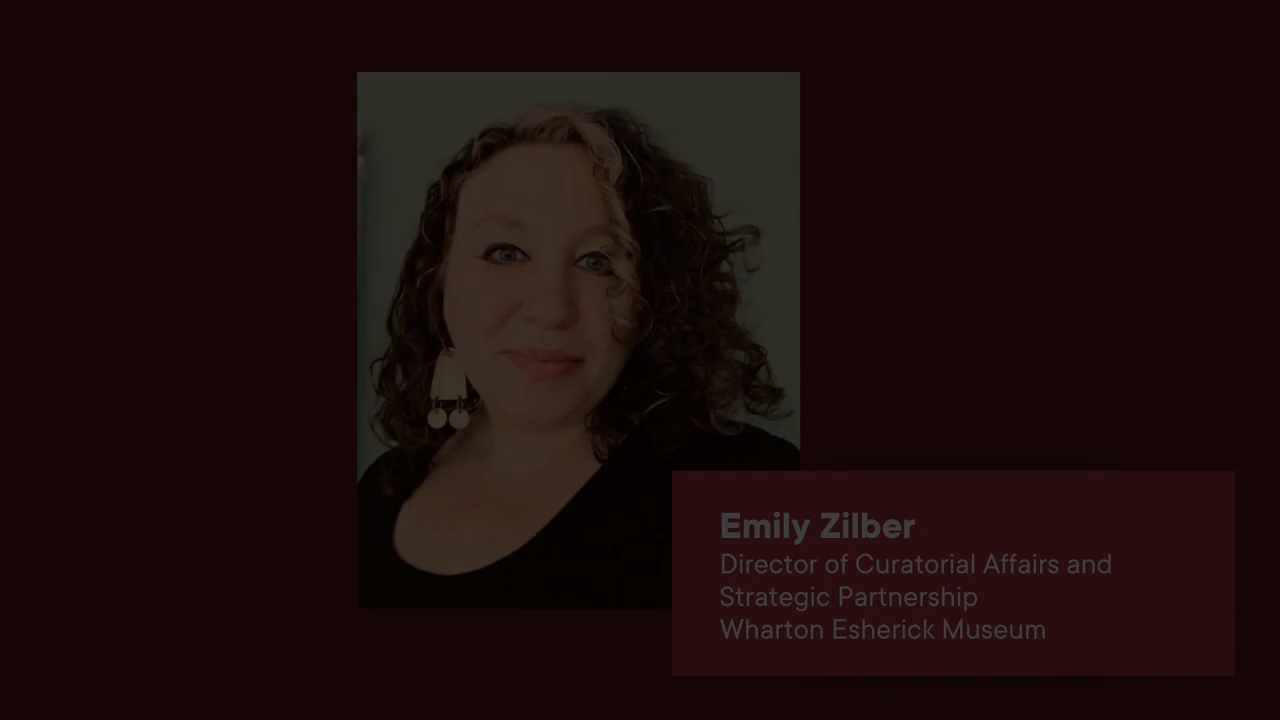 Emily Zilber
Director of Curatorial Affairs and
Strategic Partnership
Wharton Esherick Museum